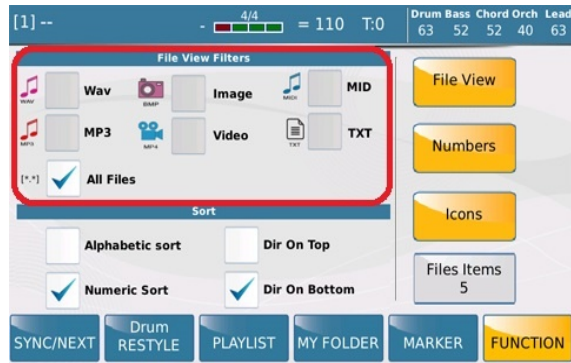 [1] --
- 4/4 = 110 T:0
Drum Bass Chord Orch Lead
63 52 52 40 63
File View Filters
WAV Wav BMP Image MIDI MID
MP3 MP3 MP4 Video TXT TXT
[*.*] All Files
Sort
Alphabetic sort Dir On Top
Numeric Sort Dir On Bottom
File View
Numbers
Icons
Files Items
5
SYNC/NEXT Drum RESTYLE PLAYLIST MY FOLDER MARKER FUNCTION